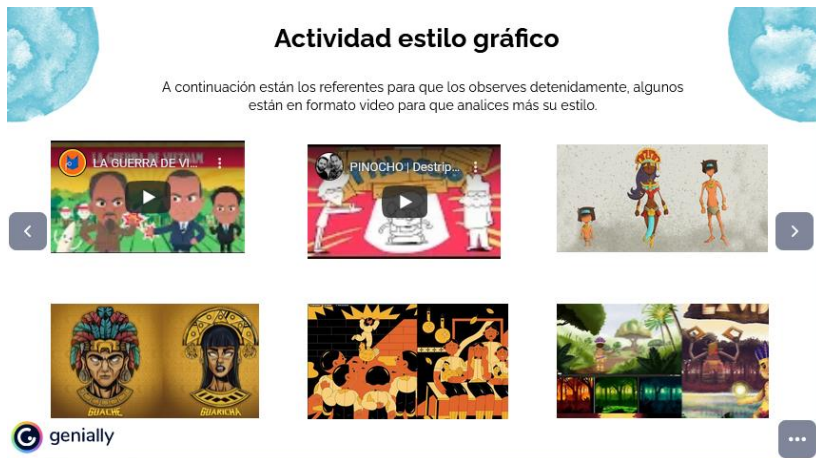 Actividad estilo gráfico
A continuación están los referentes para que los observes detenidamente, algunos
están en formato video para que analices más su estilo.
LA GUERRA DE VI...
PINOCHO | Destrip...
GUACHE
GUARICHA
genially